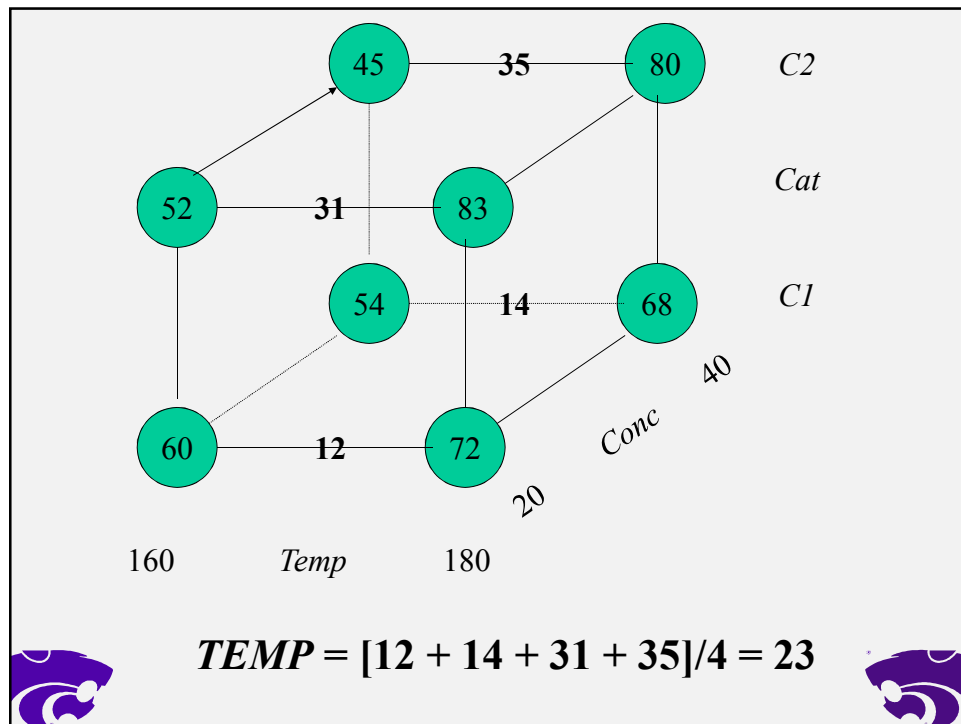 45 35 80 C2
Cat
52 31 83
54 14 68 C1
40
Conc
60 12 72
20
160 Temp 180
TEMP = [12 + 14 + 31 + 35]/4 = 23